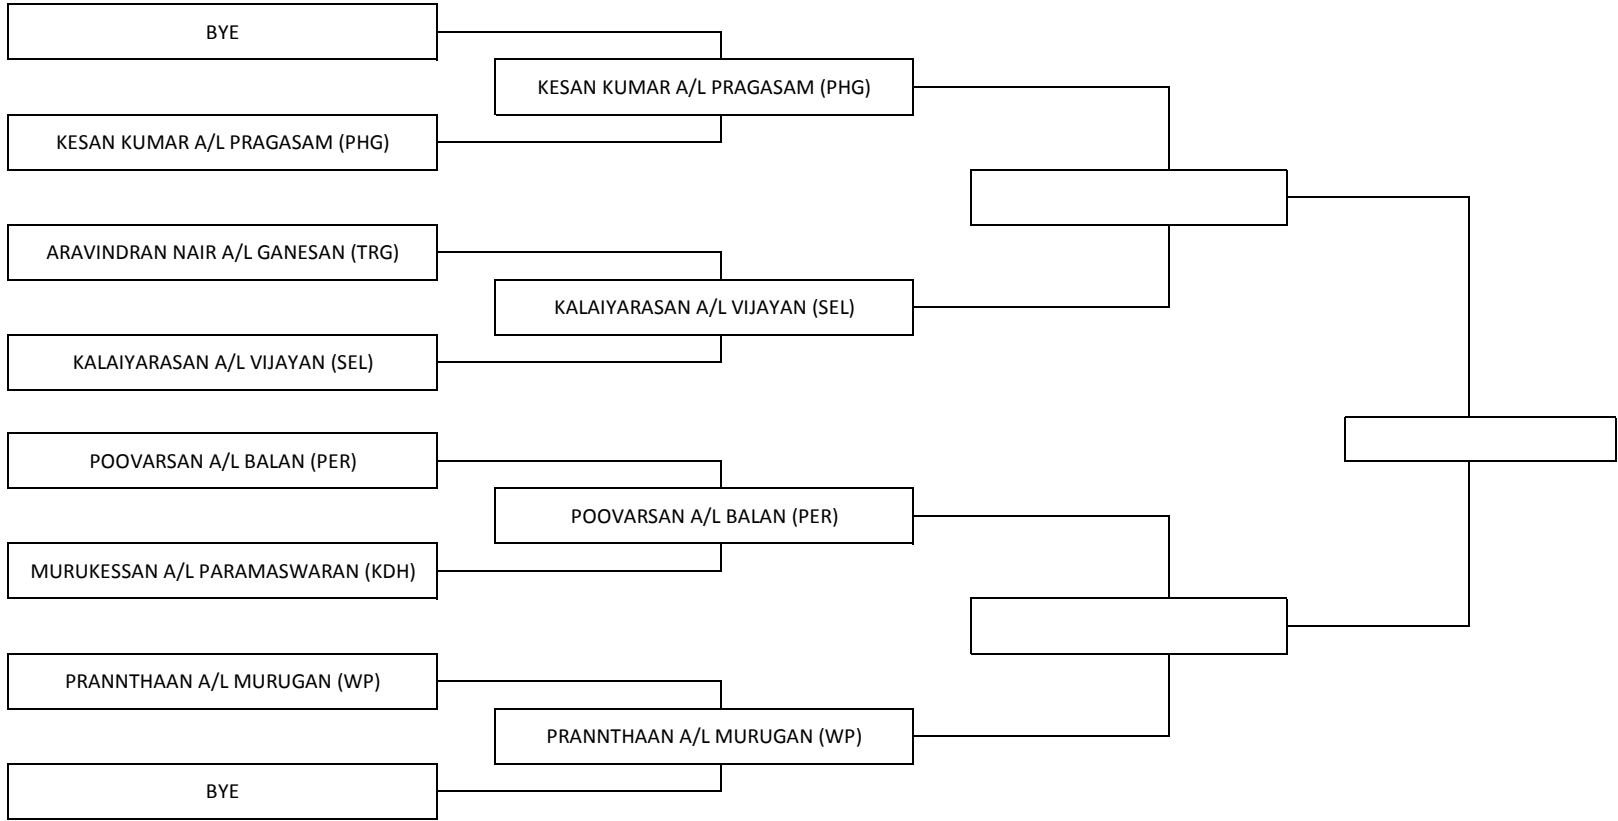 BYE
KESAN KUMAR A/L PRAGASAM (PHG)
KESAN KUMAR A/L PRAGASAM (PHG)
ARAVINDRAN NAIR A/L GANESAN (TRG)
KALAIYARASAN A/L VIJAYAN (SEL)
KALAIYARASAN A/L VIJAYAN (SEL)
POOVARSAN A/L BALAN (PER)
POOVARSAN A/L BALAN (PER)
MURUKESSAN A/L PARAMASWARAN (KDH)
PRANNTHAAN A/L MURUGAN (WP)
PRANNTHAAN A/L MURUGAN (WP)
BYE